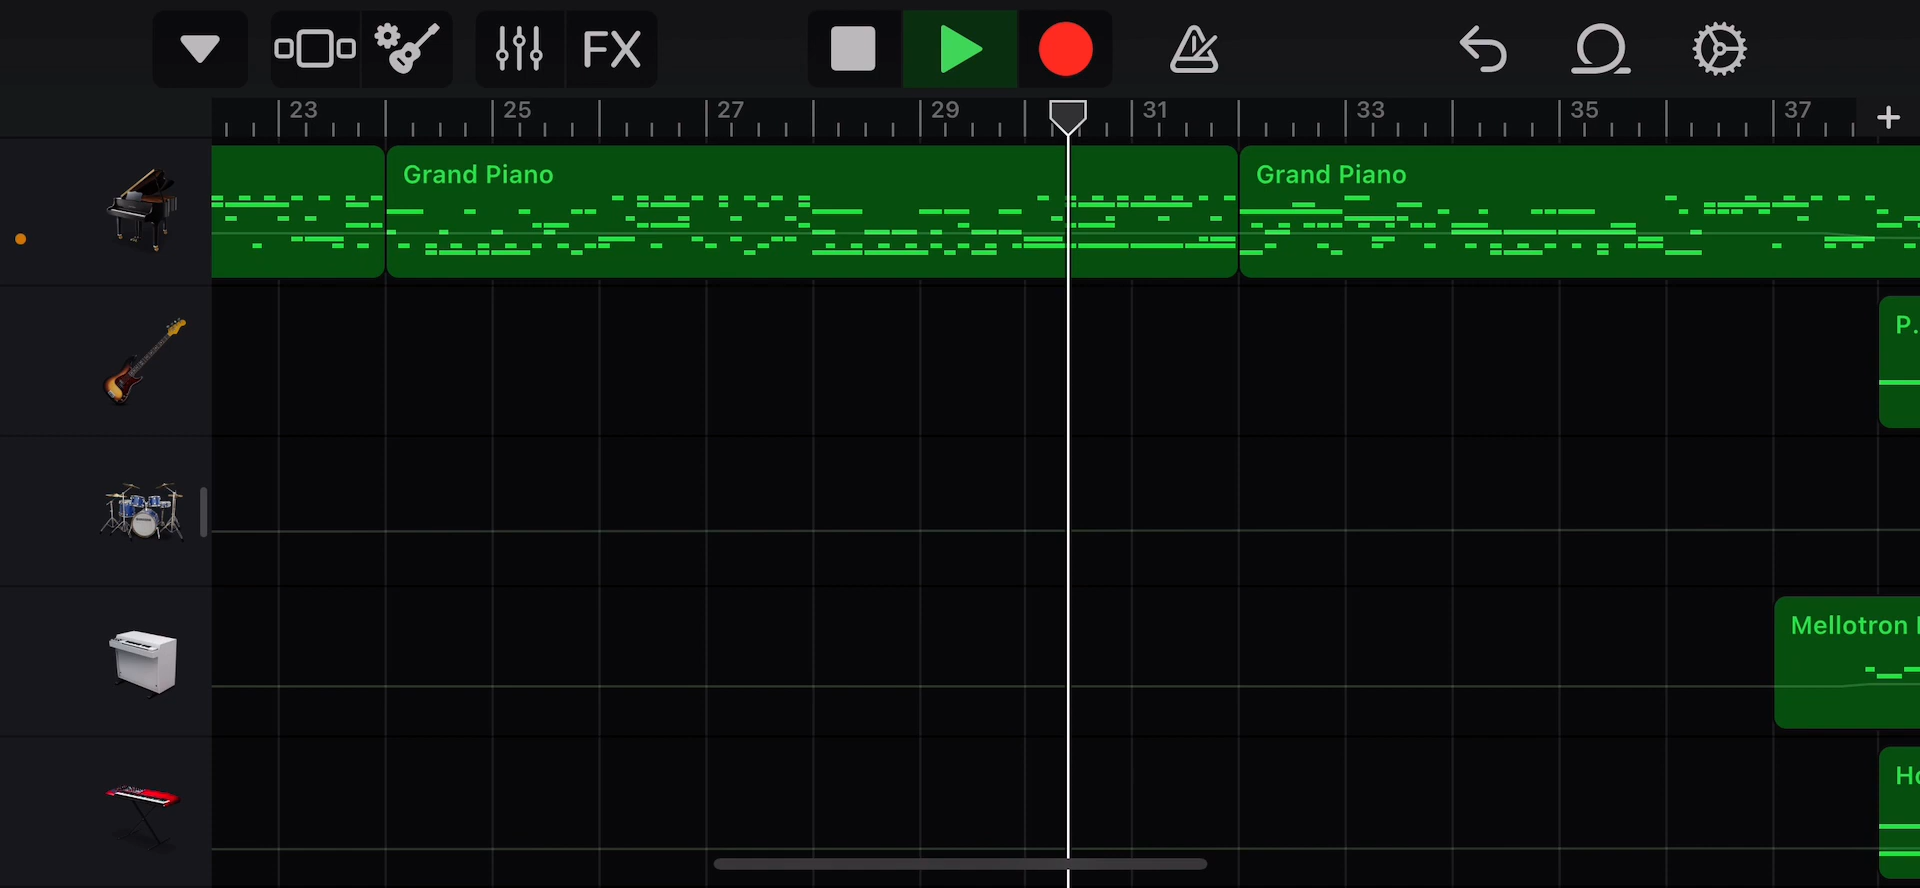 FX
23 25 27 29 31 33 35 37
Grand Piano Grand Piano
P.
Mellotron
Ho